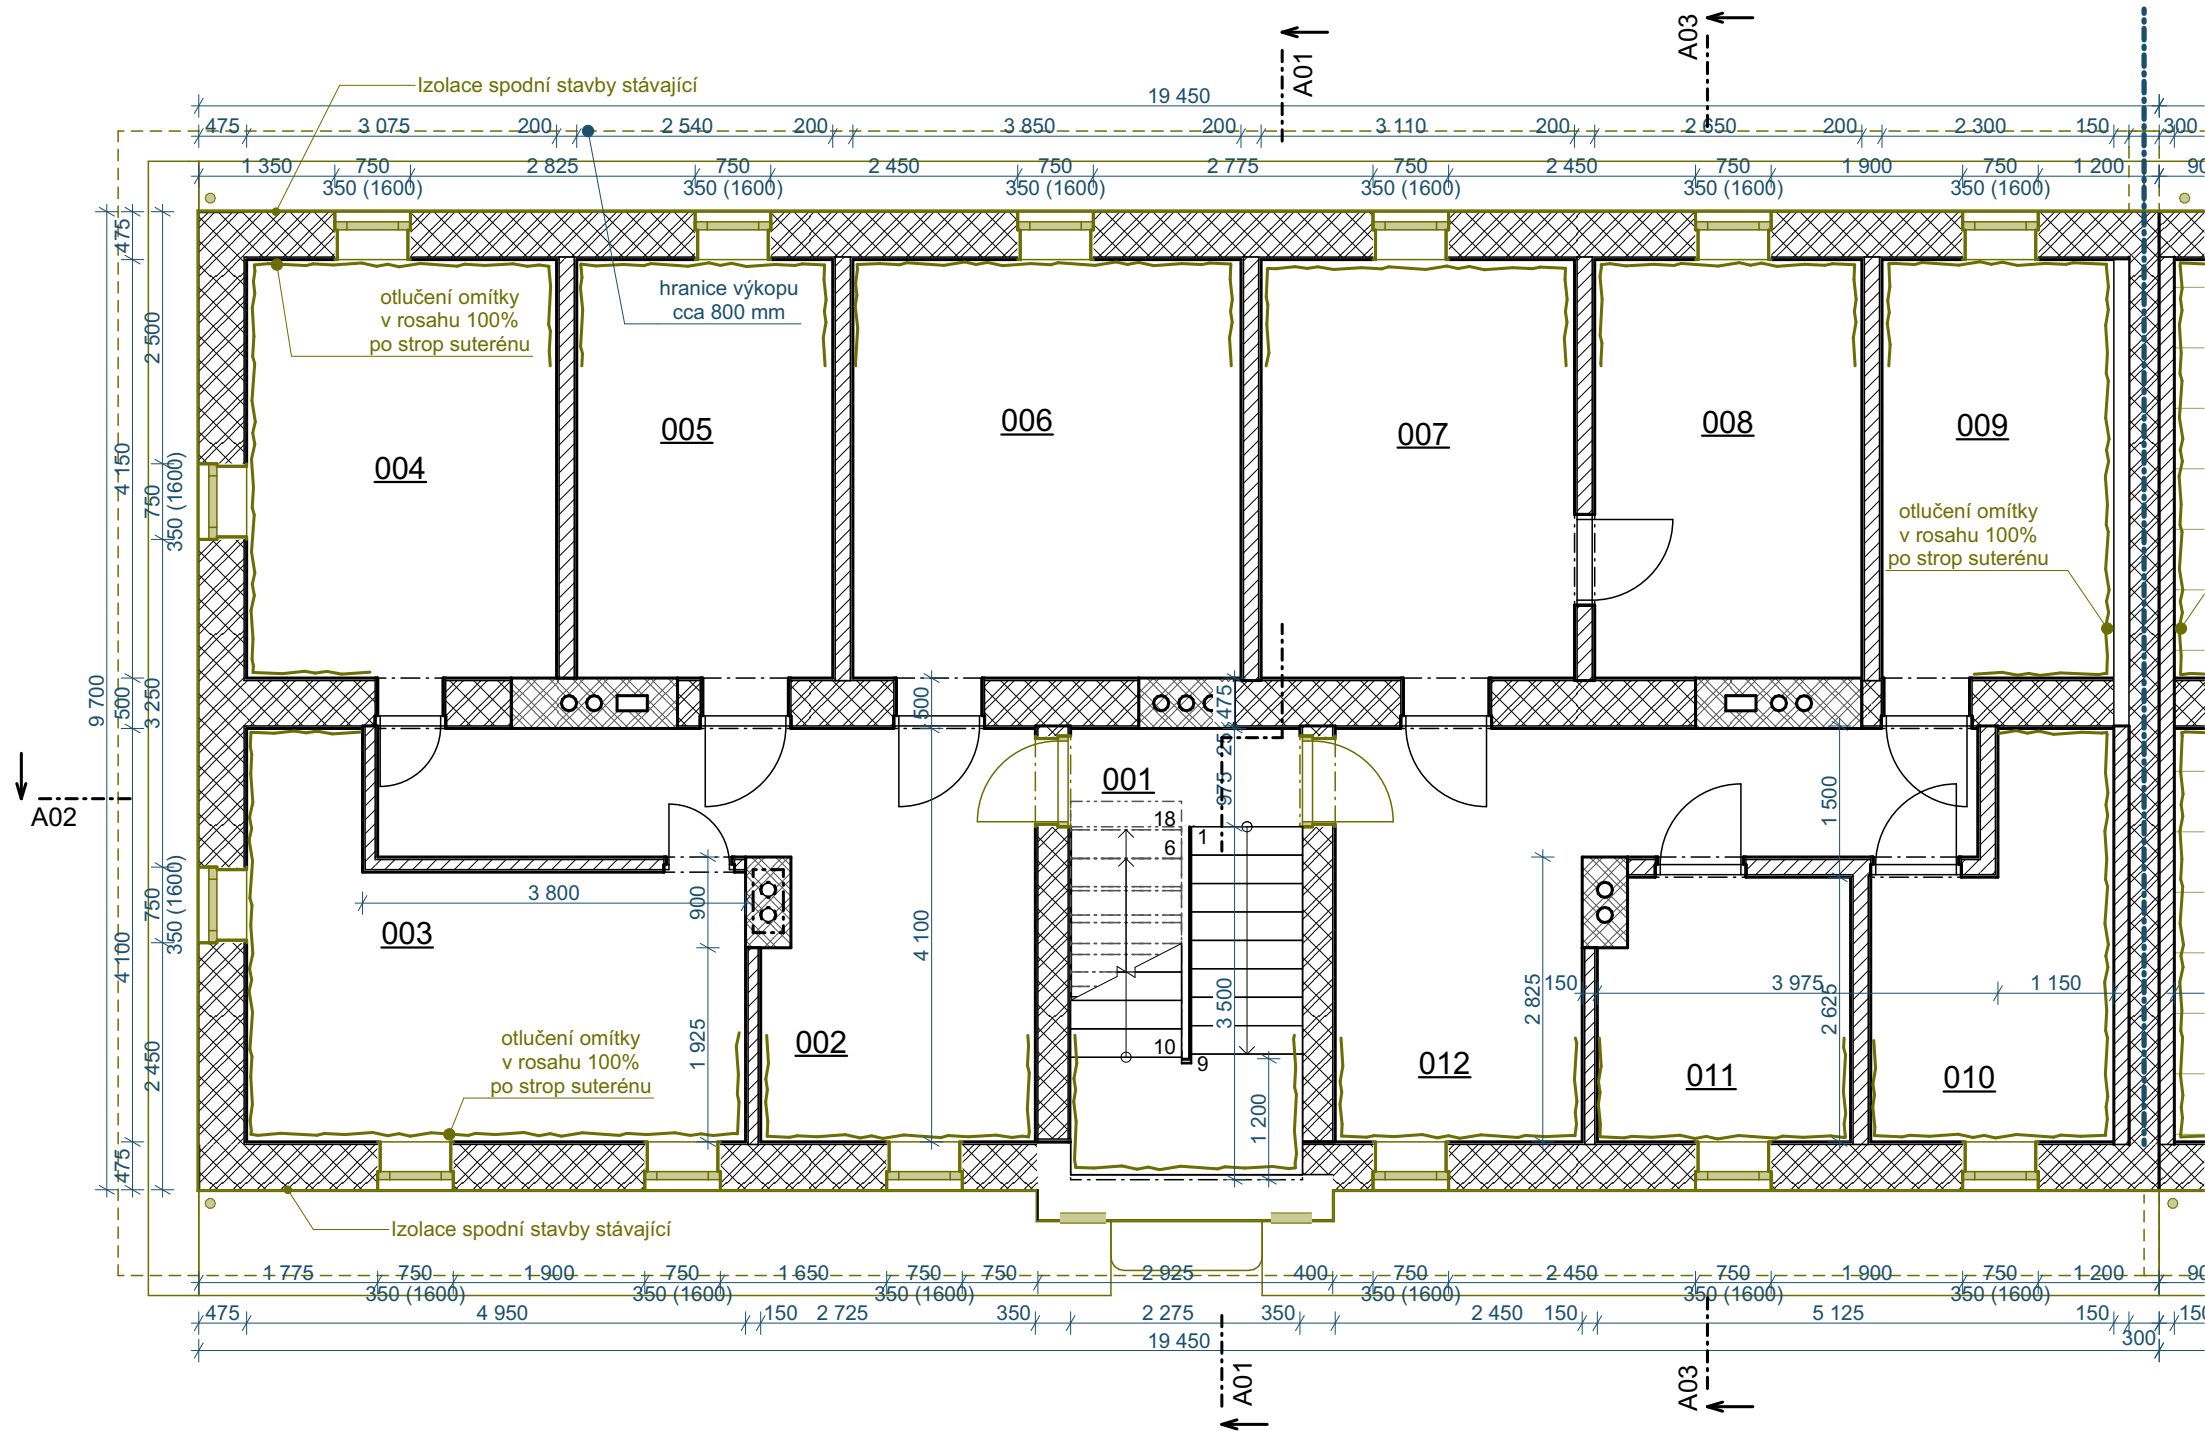 A01
A03
Izolace spodní stavby stávající
19 450
475 3 075 200 2 540 200 3 850 200 3 110 200 2 650 200 2 300 150 300
1 350 750 2 825 750 2 450 750 2 775 750 2 450 750 1 900 750 1 200
350 (1600) 350 (1600) 350 (1600) 350 (1600) 350 (1600) 350 (1600)
9 700
475
4 150
500
4 100
475
2 500
750
350 (1600)
3 250
750
350 (1600)
2 450
otlučení omítky
v rosahu 100%
po strop suterénu
hranice výkopu
cca 800 mm
004
005
006
007
008
009
otlučení omítky
v rosahu 100%
po strop suterénu
500
475
25
975
A02
001
18
6
1
10
9
1 500
3 800
900
003
4 100
1 925
002
3 500
1 200
2 825
150
3 975
2 625
1 150
012
011
010
otlučení omítky
v rosahu 100%
po strop suterénu
Izolace spodní stavby stávající
1 775 750 1 900 750 1 650 750 750 2 925 400 750 2 450 750 1 900 750 1 200
350 (1600) 350 (1600) 350 (1600) 350 (1600) 350 (1600) 350 (1600)
475 4 950 150 2 725 350 2 275 350 2 450 150 5 125 150 150
19 450 300
A01
A03